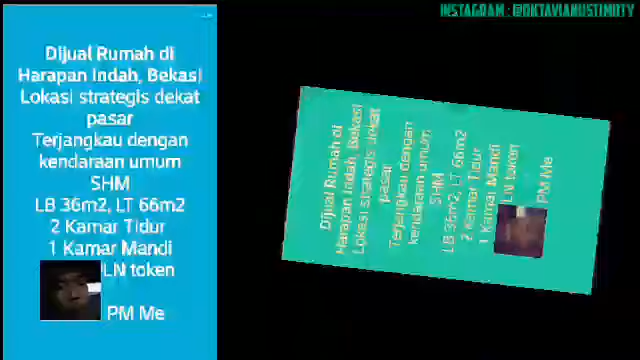 INSTAGRAM : @OKTAVIANUSTIMOTY
Dijual Rumah di
Harapan Indah, Bekasi
Lokasi strategis dekat
pasar
Terjangkau dengan
kendaraan umum
SHM
LB 36m2, LT 66m2
2 Kamar Tidur
1 Kamar Mandi
LN token
PM Me
Dijual Rumah di
Harapan Indah, Bekasi
Lokasi strategis dekat
pasar
Terjangkau dengan
kendaraan umum
SHM
LB 36m2, LT 66m2
2 Kamar Tidur
1 Kamar Mandi
LN token
PM Me